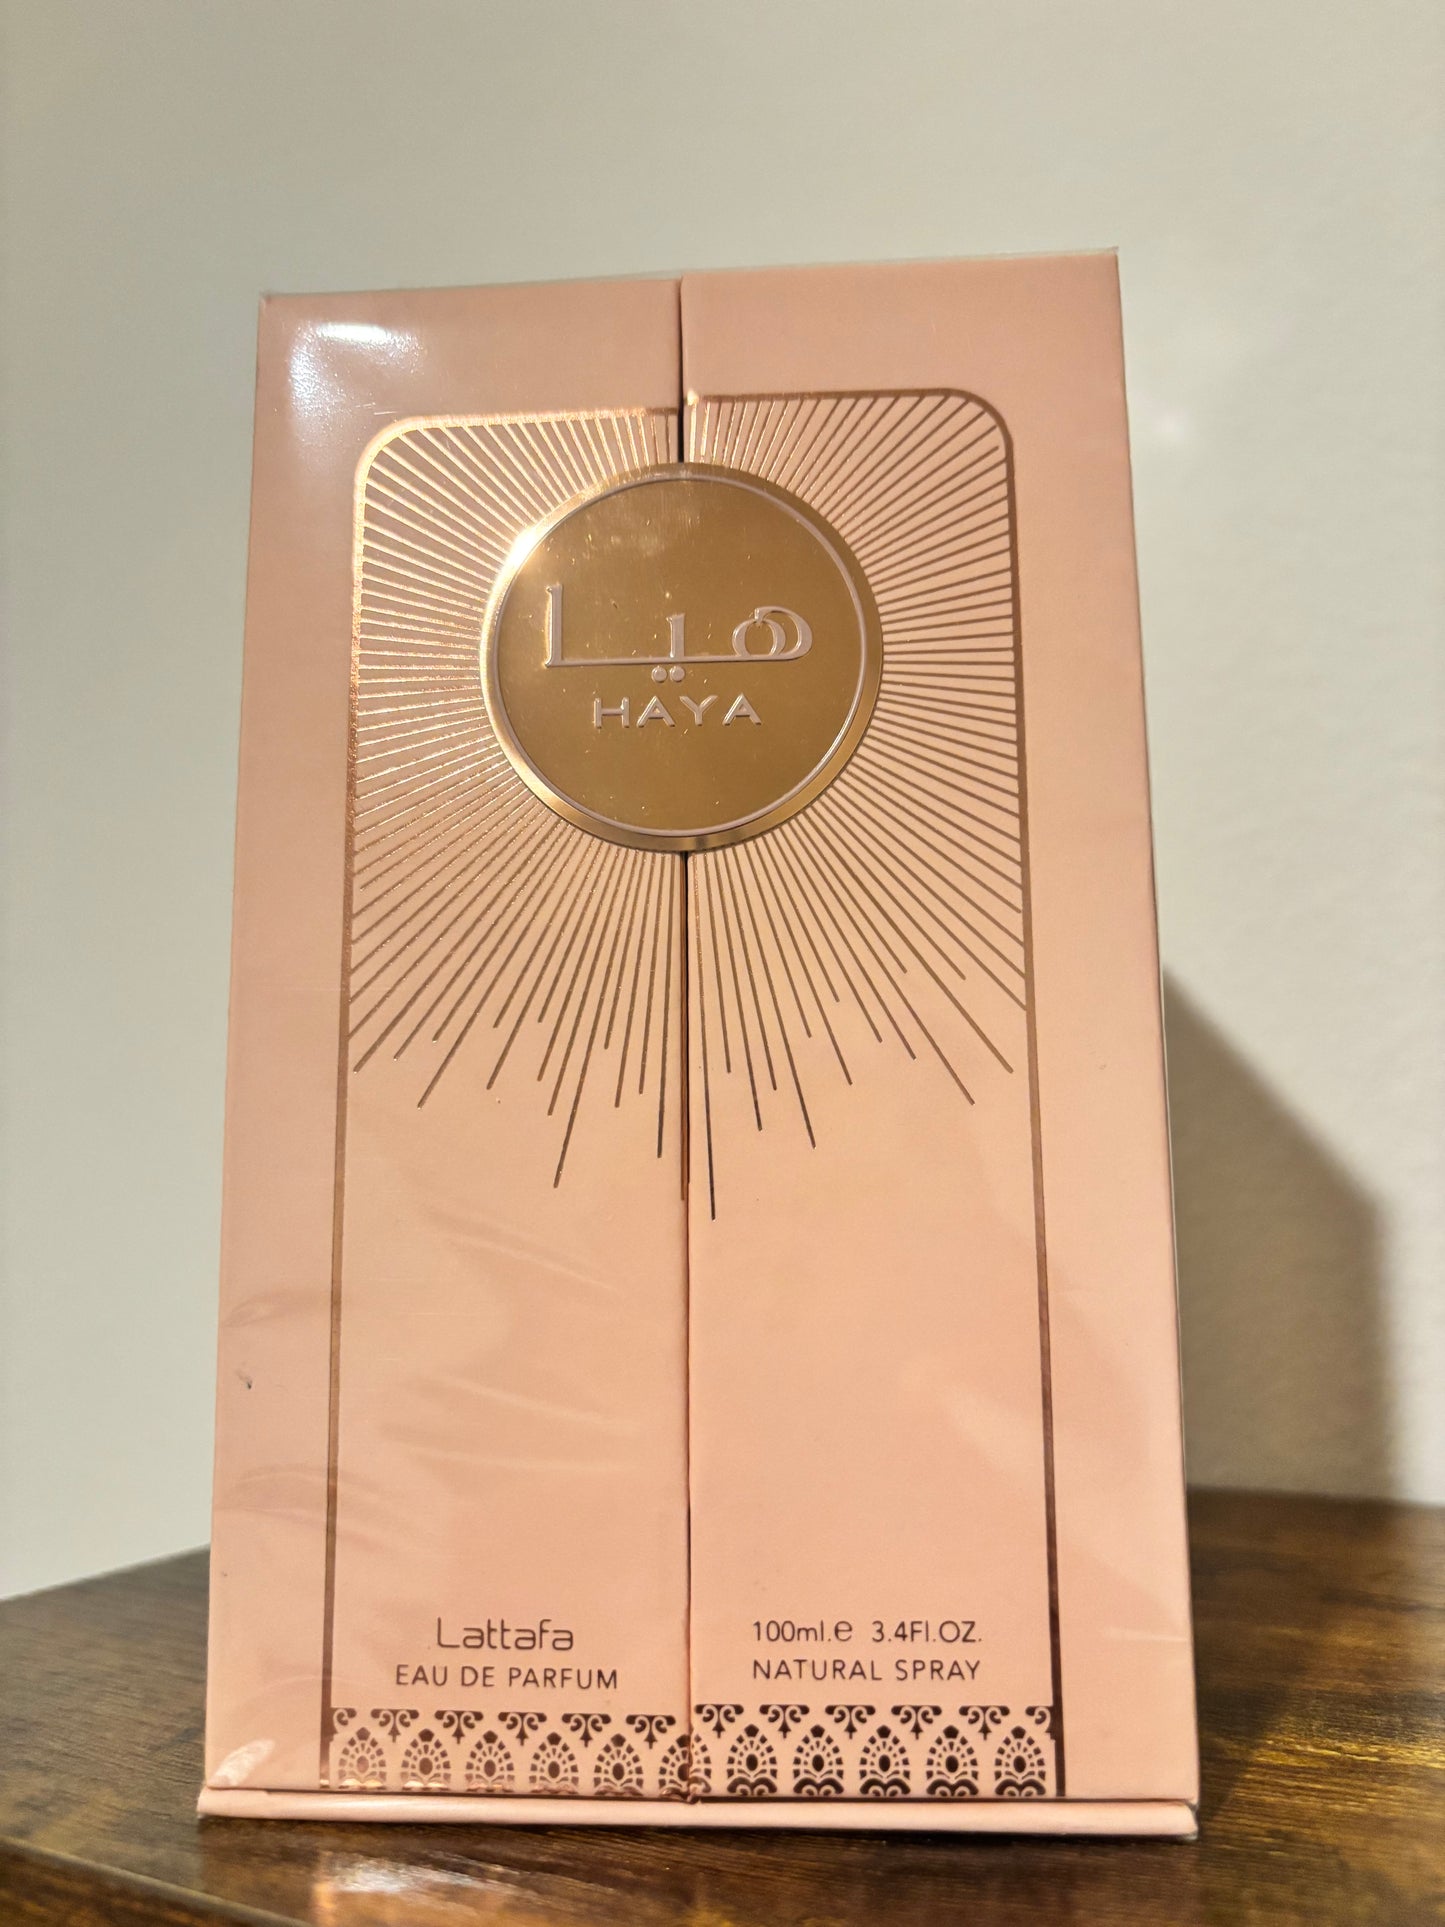 هيا
HAYA
Lattafa
EAU DE PARFUM
100ml.e 3.4Fl.OZ.
NATURAL SPRAY